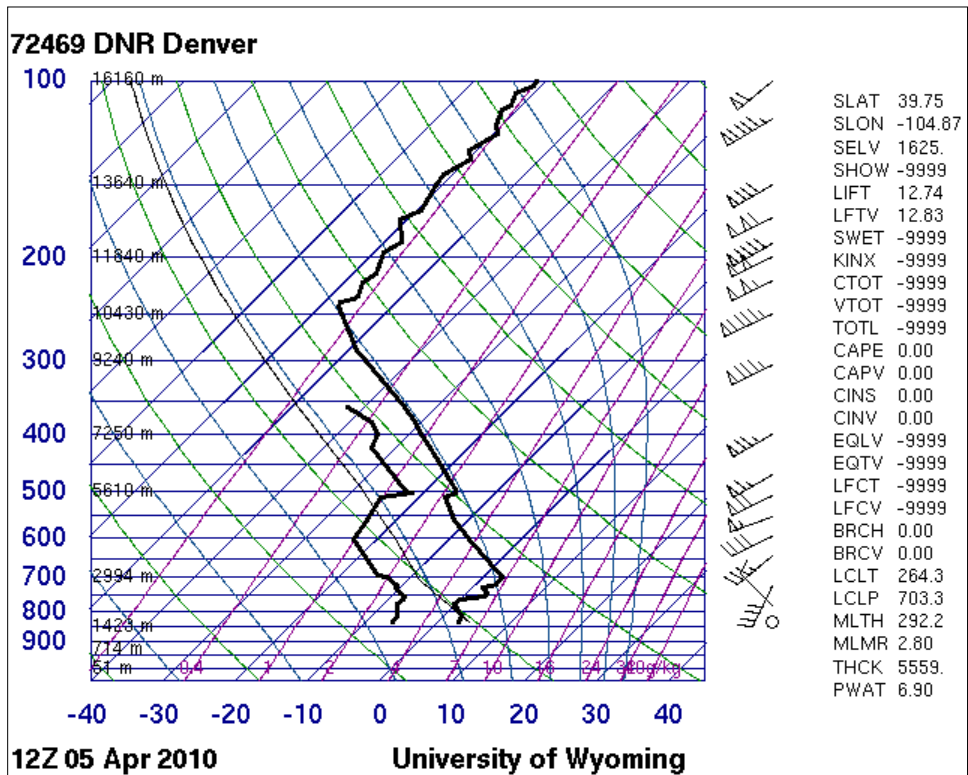 72469 DNR Denver
100
16160 m
13640 m
200
11840 m
10430 m
300
9240 m
400
7250 m
500
5610 m
600
700
2994 m
800
1423 m
900
714 m
51 m
0.4
1
2
4
7
10
16
24
32
40g/kg
-40
-30
-20
-10
0
10
20
30
40
12Z 05 Apr 2010
University of Wyoming
SLAT 39.75
SLON -104.87
SELV 1625.
SHOW -9999
LIFT 12.74
LFTV 12.83
SWET -9999
KINX -9999
CTOT -9999
VTOT -9999
TOTL -9999
CAPE 0.00
CAPV 0.00
CINS 0.00
CINV 0.00
EQLV -9999
EQTV -9999
LFCT -9999
LFCV -9999
BRCH 0.00
BRCV 0.00
LCLT 264.3
LCLP 703.3
MLTH 292.2
MLMR 2.80
THCK 5559.
PWAT 6.90